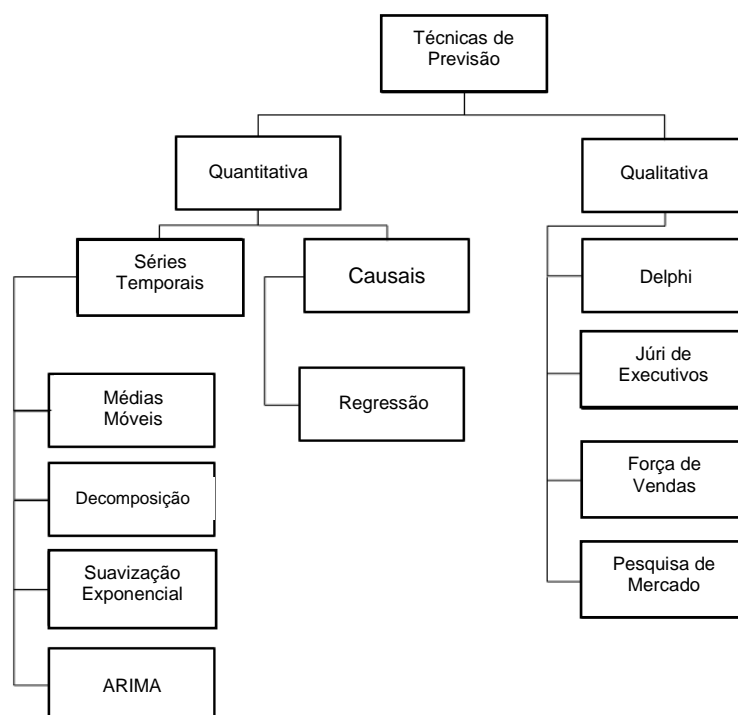 Técnicas de
Previsão
Quantitativa
Qualitativa
Séries
Temporais
Causais
Delphi
Médias
Móveis
Regressão
Júri de
Executivos
Decomposição
Força de
Vendas
Suavização
Exponencial
Pesquisa de
Mercado
ARIMA